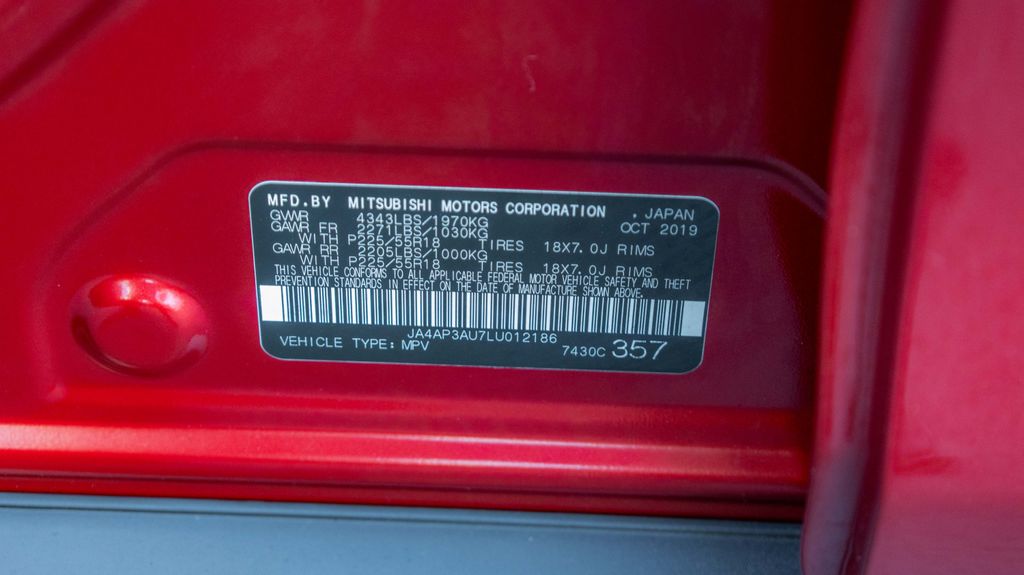 MFD.BY MITSUBISHI MOTORS CORPORATION , JAPAN
GVWR 4343LBS/1970KG OCT 2019
GAWR FR 2271LBS/1030KG
WITH P225/55R18 TIRES 18X7.0J RIMS
GAWR RR 2205LBS/1000KG
WITH P225/55R18 TIRES 18X7.0J RIMS
THIS VEHICLE CONFORMS TO ALL APPLICABLE FEDERAL MOTOR VEHICLE SAFETY AND THEFT
PREVENTION STANDARDS IN EFFECT ON THE DATE OF MANUFACTURE SHOWN ABOVE.
JA4AP3AU7LU012186
VEHICLE TYPE: MPV 7430C 357